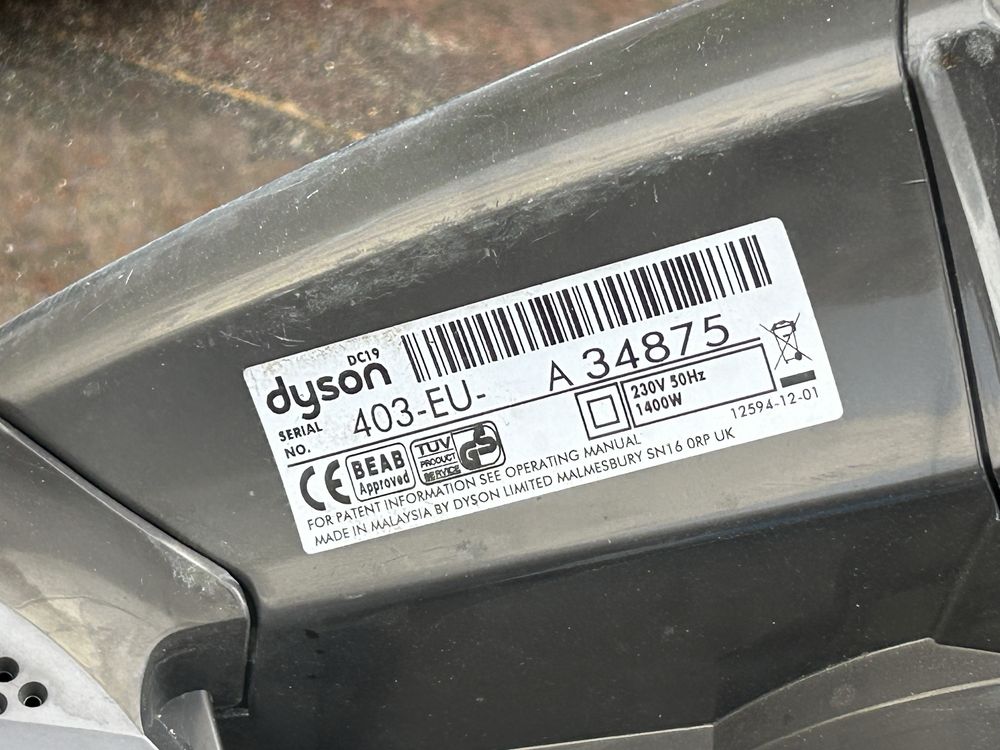 DC19
dyson
SERIAL NO. 403-EU- A 34875
CE BEAB Approved TUV PRODUCT SERVICE GS 230V 50Hz
1400W
12594-12-01
FOR PATENT INFORMATION SEE OPERATING MANUAL
MADE IN MALAYSIA BY DYSON LIMITED MALMESBURY SN16 0RP UK